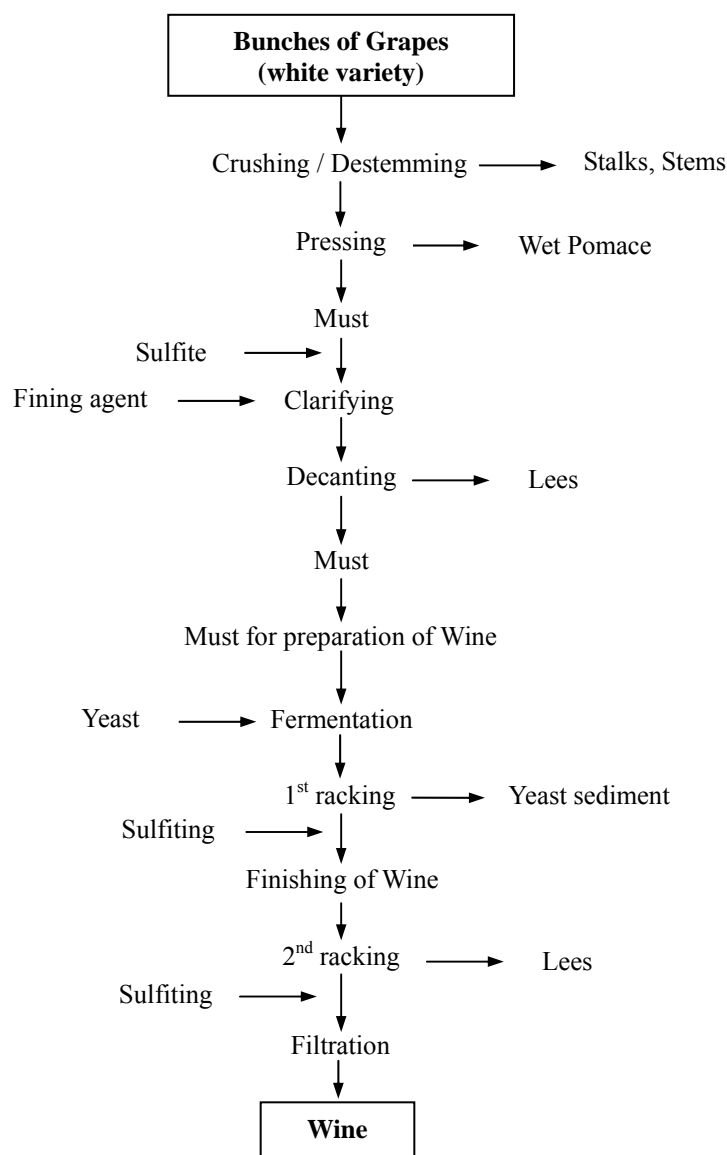 Bunches of Grapes
(white variety)
Crushing / Destemming
Stalks, Stems
Pressing
Wet Pomace
Must
Sulfite
Fining agent
Clarifying
Decanting
Lees
Must
Must for preparation of Wine
Yeast
Fermentation
1st racking
Yeast sediment
Sulfiting
Finishing of Wine
2nd racking
Lees
Sulfiting
Filtration
Wine